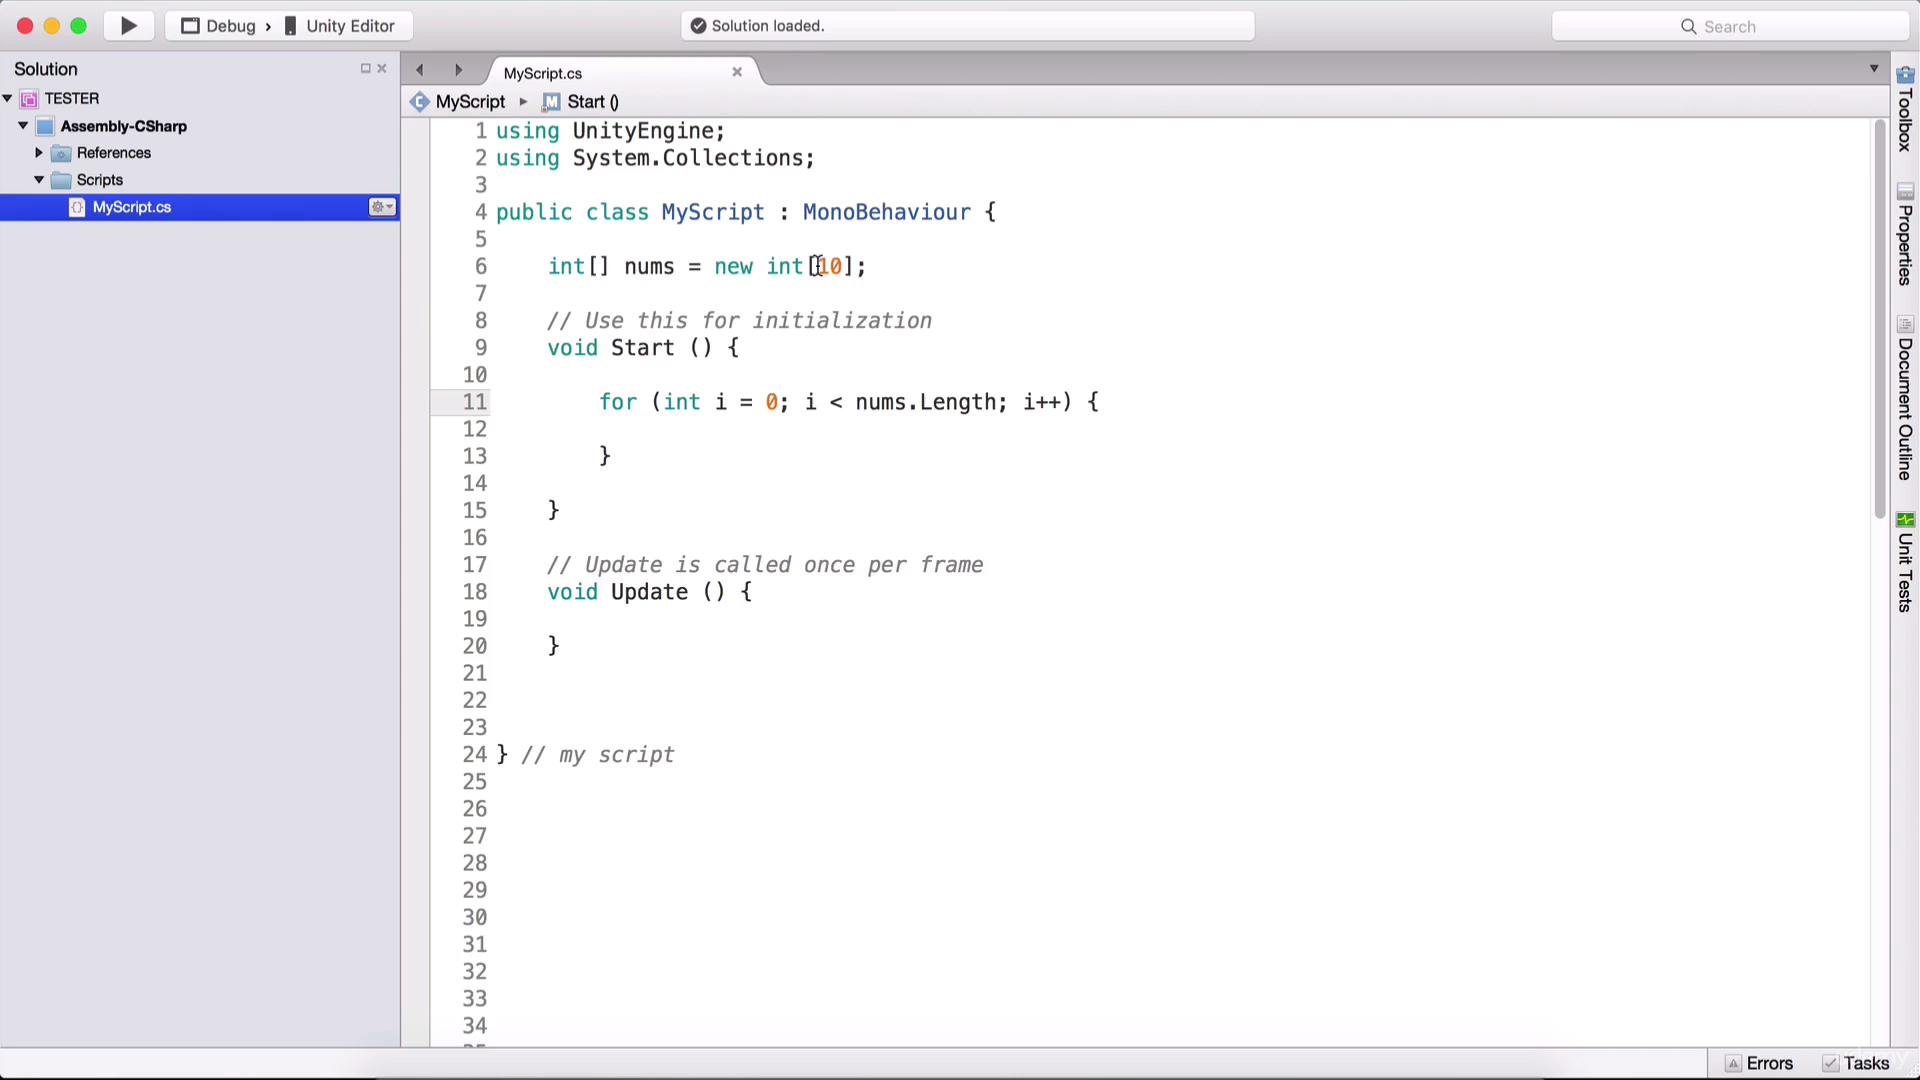 Debug › Unity Editor
Solution loaded.
Search
Solution
TESTER
Assembly-CSharp
References
Scripts
MyScript.cs
MyScript.cs
MyScript ▸ Start ()
1 using UnityEngine;
2 using System.Collections;
3
4 public class MyScript : MonoBehaviour {
5
6 int[] nums = new int[10];
7
8 // Use this for initialization
9 void Start () {
10
11 for (int i = 0; i < nums.Length; i++) {
12
13 }
14
15 }
16
17 // Update is called once per frame
18 void Update () {
19
20 }
21
22
23
24 } // my script
25
26
27
28
29
30
31
32
33
34
Toolbox
Properties
Document Outline
Unit Tests
Errors
Tasks